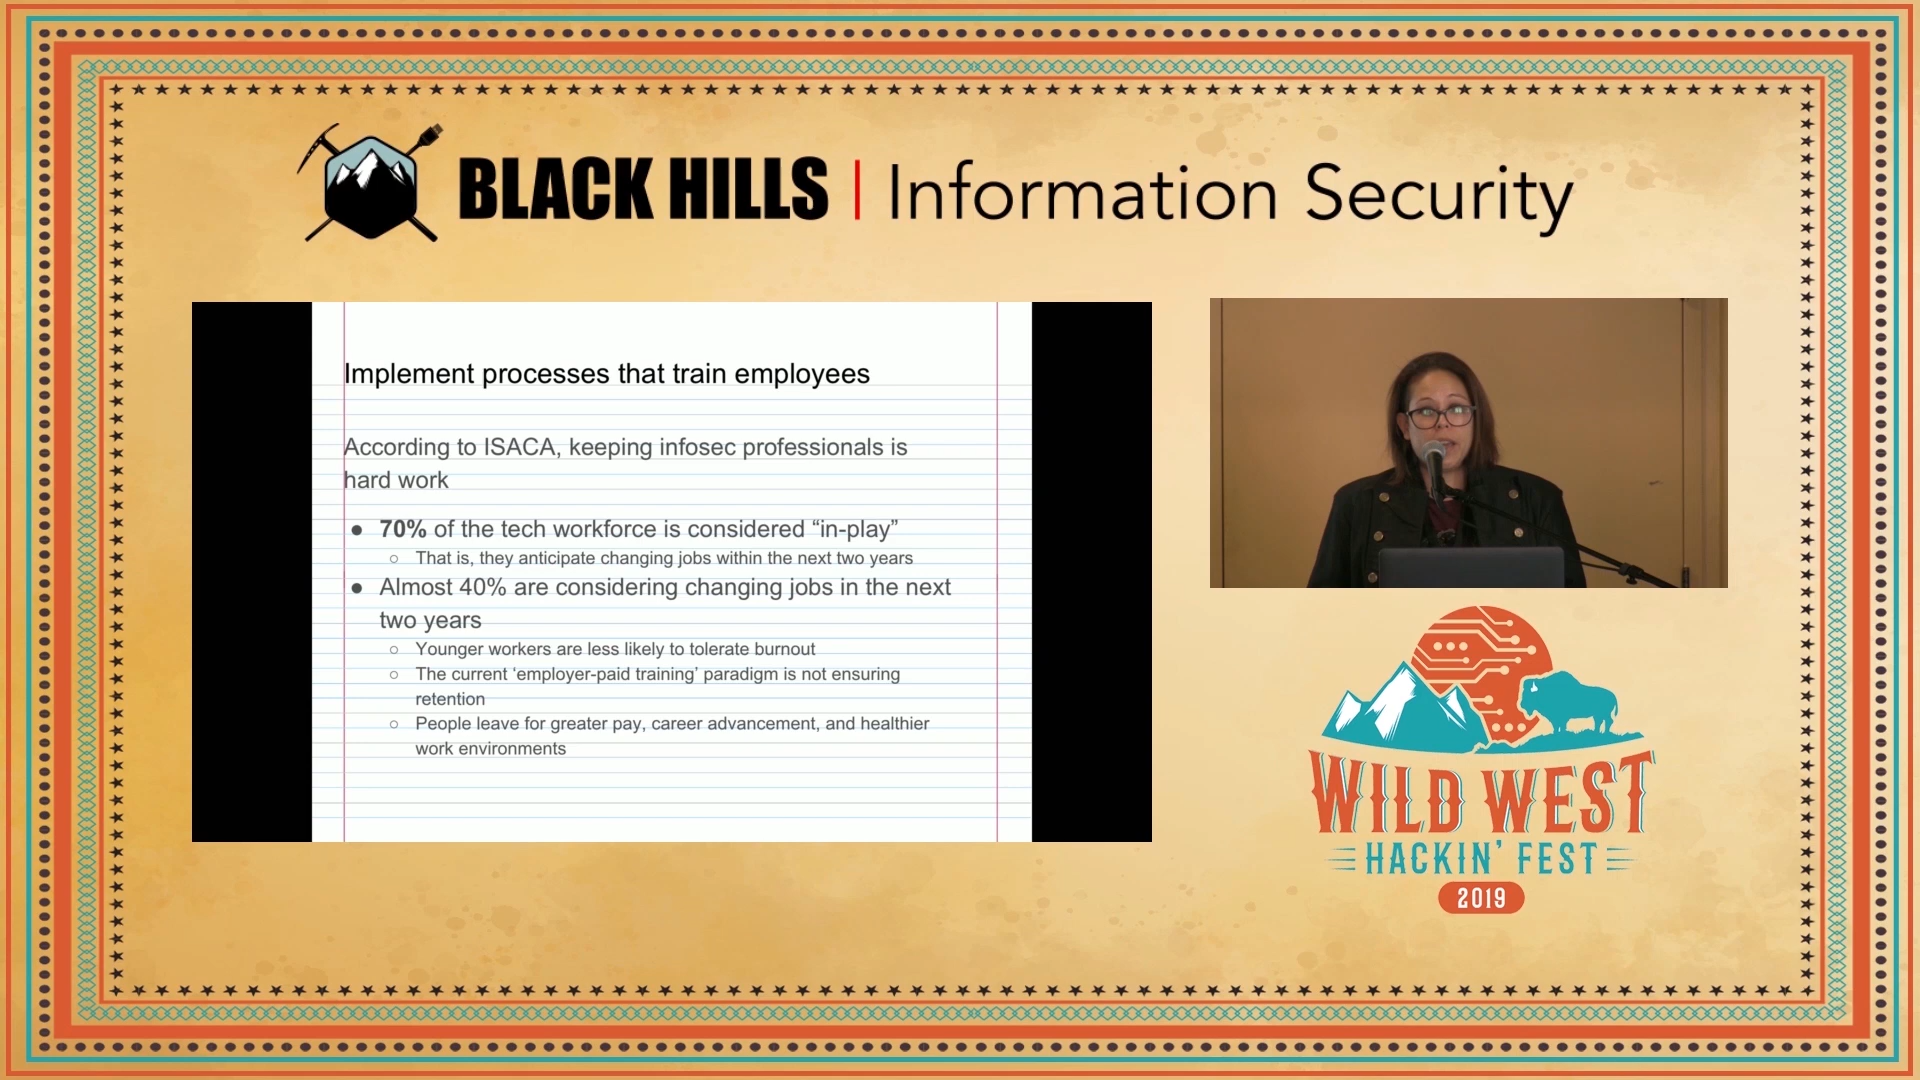 BLACK HILLS | Information Security
Implement processes that train employees
According to ISACA, keeping infosec professionals is
hard work
● 70% of the tech workforce is considered “in-play”
○ That is, they anticipate changing jobs within the next two years
● Almost 40% are considering changing jobs in the next
two years
○ Younger workers are less likely to tolerate burnout
○ The current ‘employer-paid training’ paradigm is not ensuring
retention
○ People leave for greater pay, career advancement, and healthier
work environments
WILD WEST
HACKIN’ FEST
2019